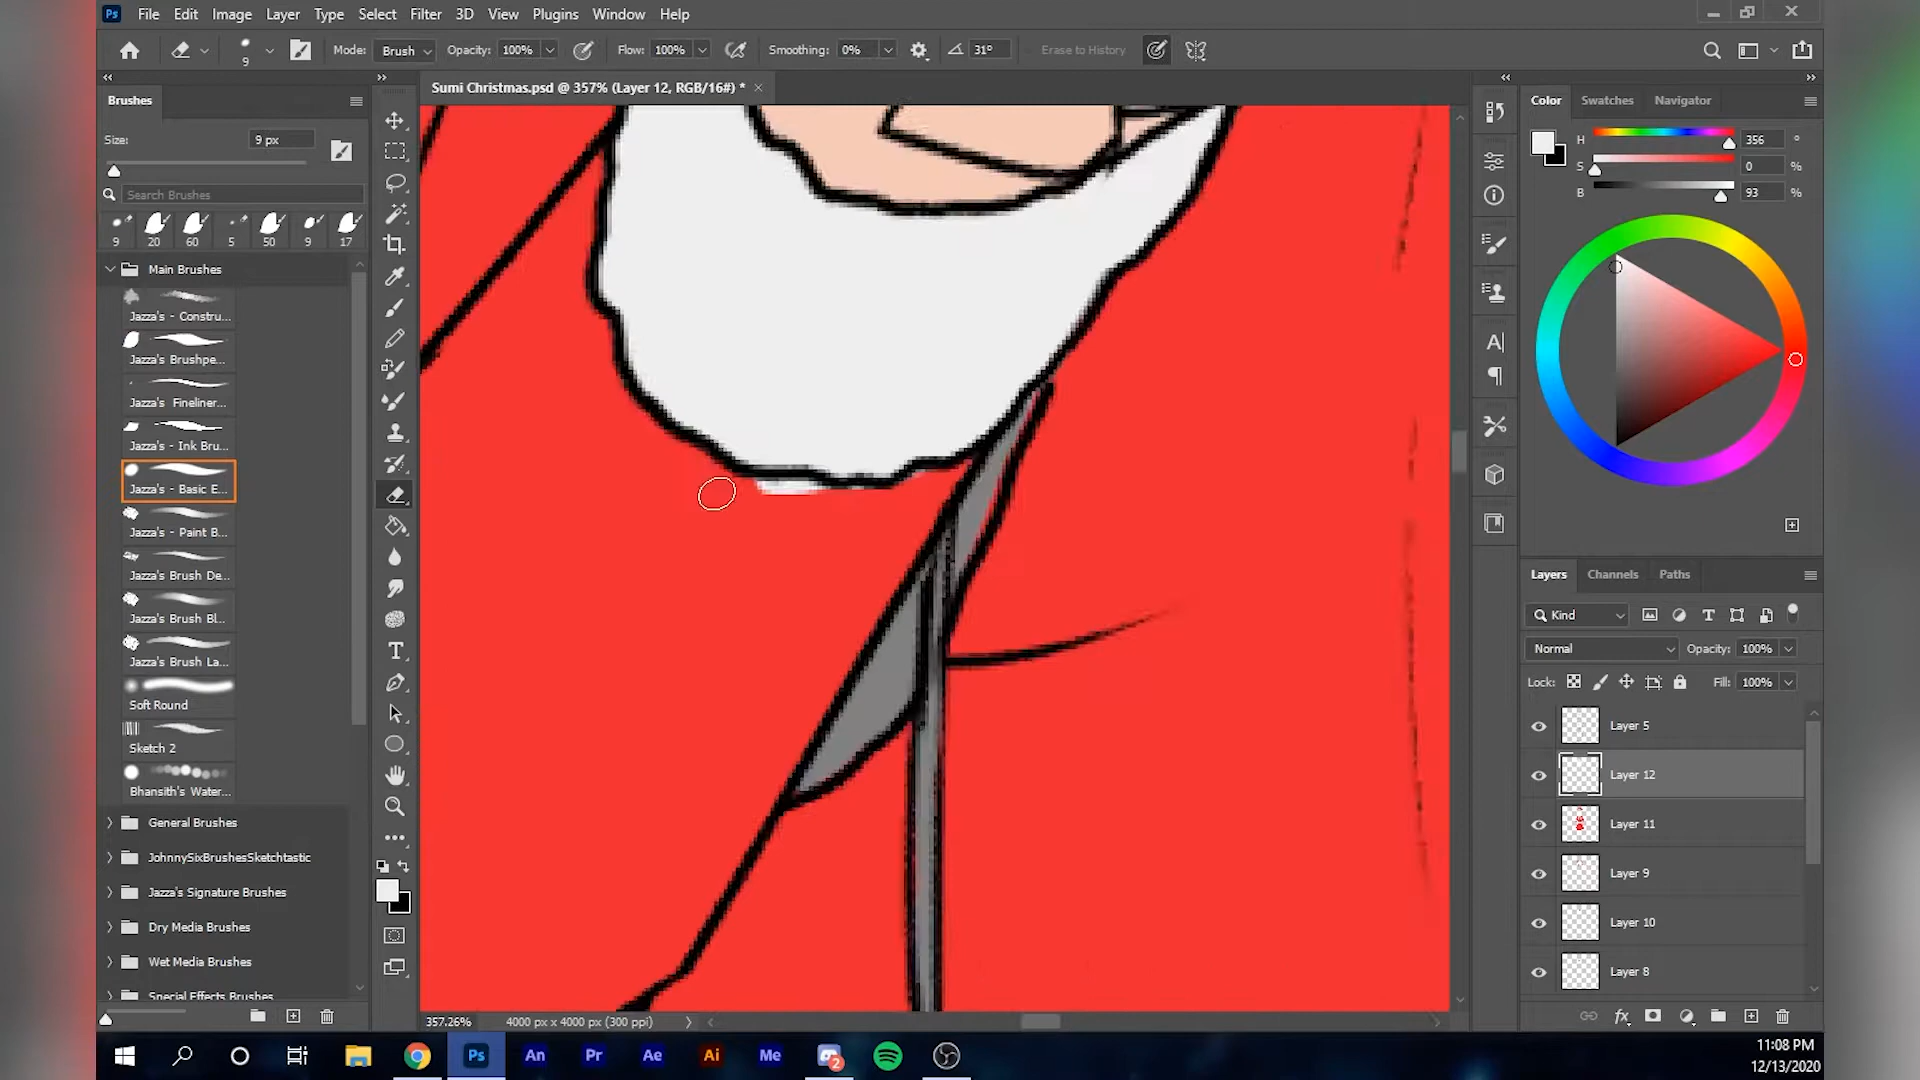 Ps File Edit Image Layer Type Select Filter 3D View Plugins Window Help
9 Mode: Brush Opacity: 100% Flow: 100% Smoothing: 0% 31° Erase to History
Brushes
Size: 9 px
Search Brushes
9 20 60 5 50 9 17
Main Brushes
Jazza's - Constru...
Jazza's Brushpe...
Jazza's Fineliner...
Jazza's - Ink Bru...
Jazza's - Basic E...
Jazza's - Paint B...
Jazza's Brush De...
Jazza's Brush Bl...
Jazza's Brush La...
Soft Round
Sketch 2
Bhansith's Water...
General Brushes
JohnnySixBrushesSketchtastic
Jazza's Signature Brushes
Dry Media Brushes
Wet Media Brushes
Special Effects Brushes
Sumi Christmas.psd @ 357% (Layer 12, RGB/16#) *
357.26% 4000 px x 4000 px (300 ppi)
Color Swatches Navigator
H 356 °
S 0 %
B 93 %
Layers Channels Paths
Kind
Normal Opacity: 100%
Lock: Fill: 100%
Layer 5
Layer 12
Layer 11
Layer 9
Layer 10
Layer 8
Ps An Pr Ae Ai Me 2
11:08 PM
12/13/2020